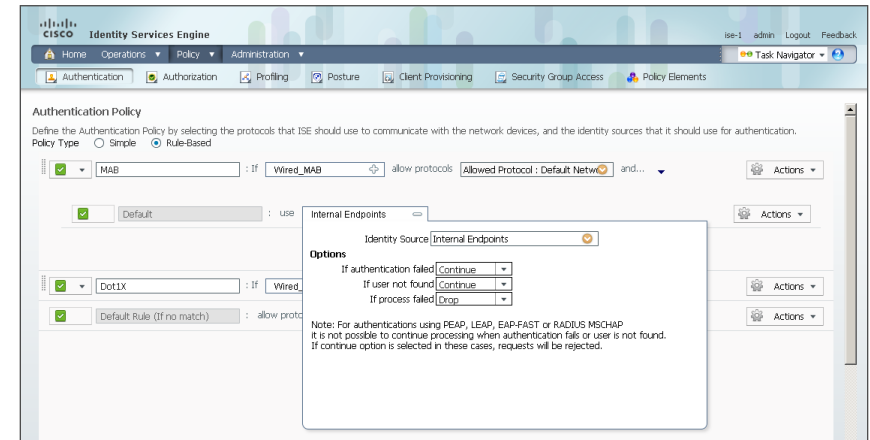 CISCO Identity Services Engine
ise-1 admin Logout Feedback
Home Operations Policy Administration
Task Navigator
Authentication Authorization Profiling Posture Client Provisioning Security Group Access Policy Elements
Authentication Policy
Define the Authentication Policy by selecting the protocols that ISE should use to communicate with the network devices, and the identity sources that it should use for authentication.
Policy Type Simple Rule-Based
MAB : If Wired_MAB allow protocols Allowed Protocol : Default Netwo and... Actions
Default : use Internal Endpoints Actions
Identity Source Internal Endpoints
Options
If authentication failed Continue
If user not found Continue
If process failed Drop
Dot1X : If Wired_ Actions
Default Rule (If no match) : allow proto Actions
Note: For authentications using PEAP, LEAP, EAP-FAST or RADIUS MSCHAP
it is not possible to continue processing when authentication fails or user is not found.
If continue option is selected in these cases, requests will be rejected.